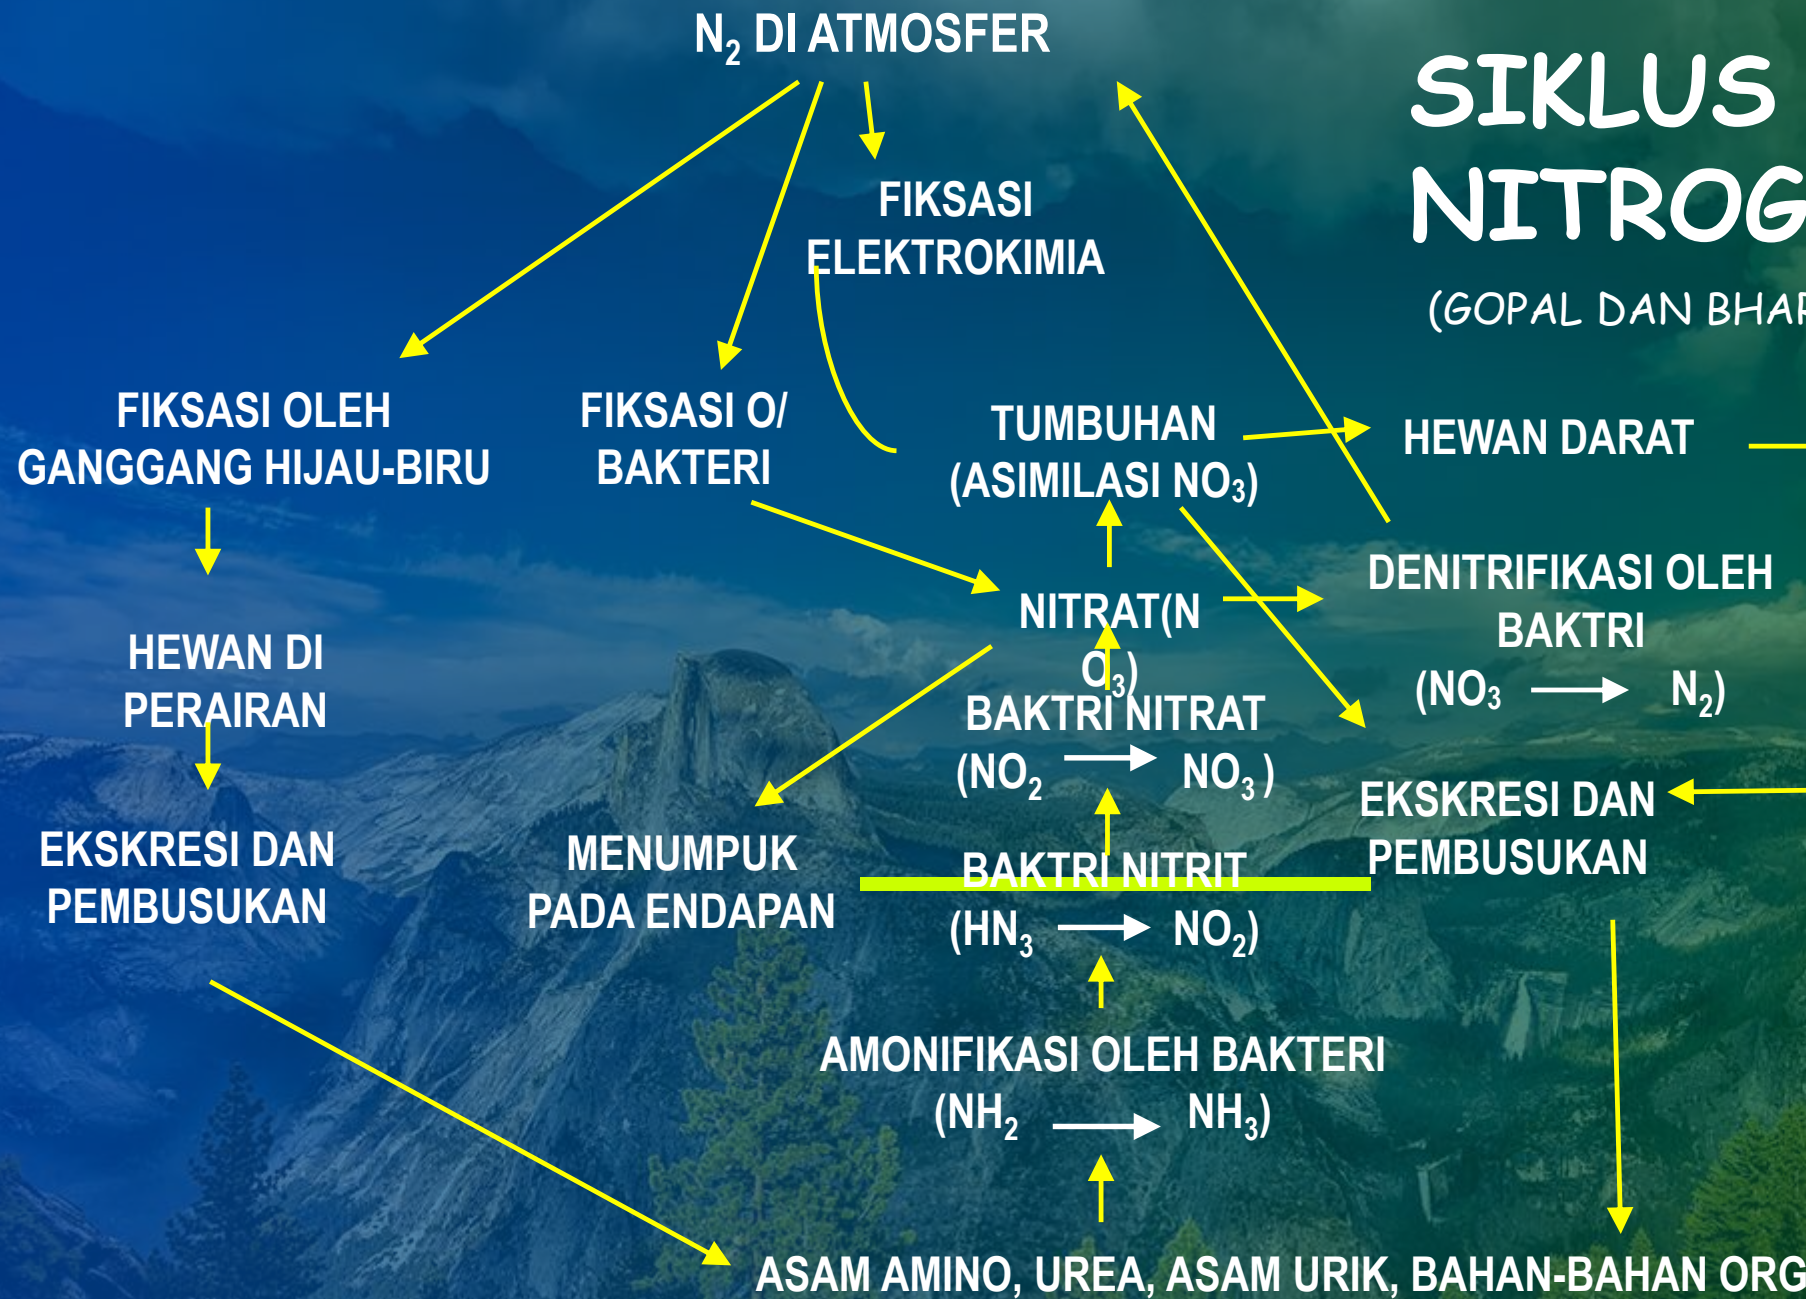 N₂ DI ATMOSFER
SIKLUS
NITROG
(GOPAL DAN BHAR
FIKSASI
ELEKTROKIMIA
FIKSASI OLEH
GANGGANG HIJAU-BIRU
FIKSASI O/
BAKTERI
TUMBUHAN
(ASIMILASI NO₃)
HEWAN DARAT
NITRAT(N
O₃)
DENITRIFIKASI OLEH
BAKTRI
(NO₃ → N₂)
HEWAN DI
PERAIRAN
BAKTRI NITRAT
(NO₂ → NO₃ )
EKSKRESI DAN
PEMBUSUKAN
MENUMPUK
PADA ENDAPAN
BAKTRI NITRIT
(HN₃ → NO₂)
EKSKRESI DAN
PEMBUSUKAN
AMONIFIKASI OLEH BAKTERI
(NH₂ → NH₃)
ASAM AMINO, UREA, ASAM URIK, BAHAN-BAHAN ORG